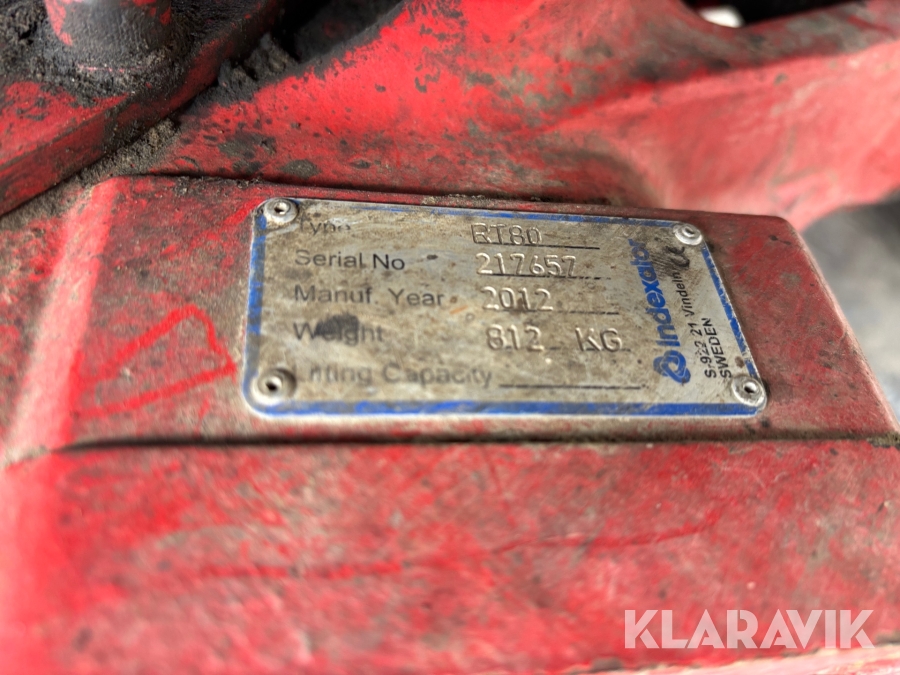 Type RT80
Serial No 217657
Manuf. Year 2012
Weight 812 KG
Lifting Capacity
Indexator
S-922 21 Vindeln
SWEDEN
KLARAVIK